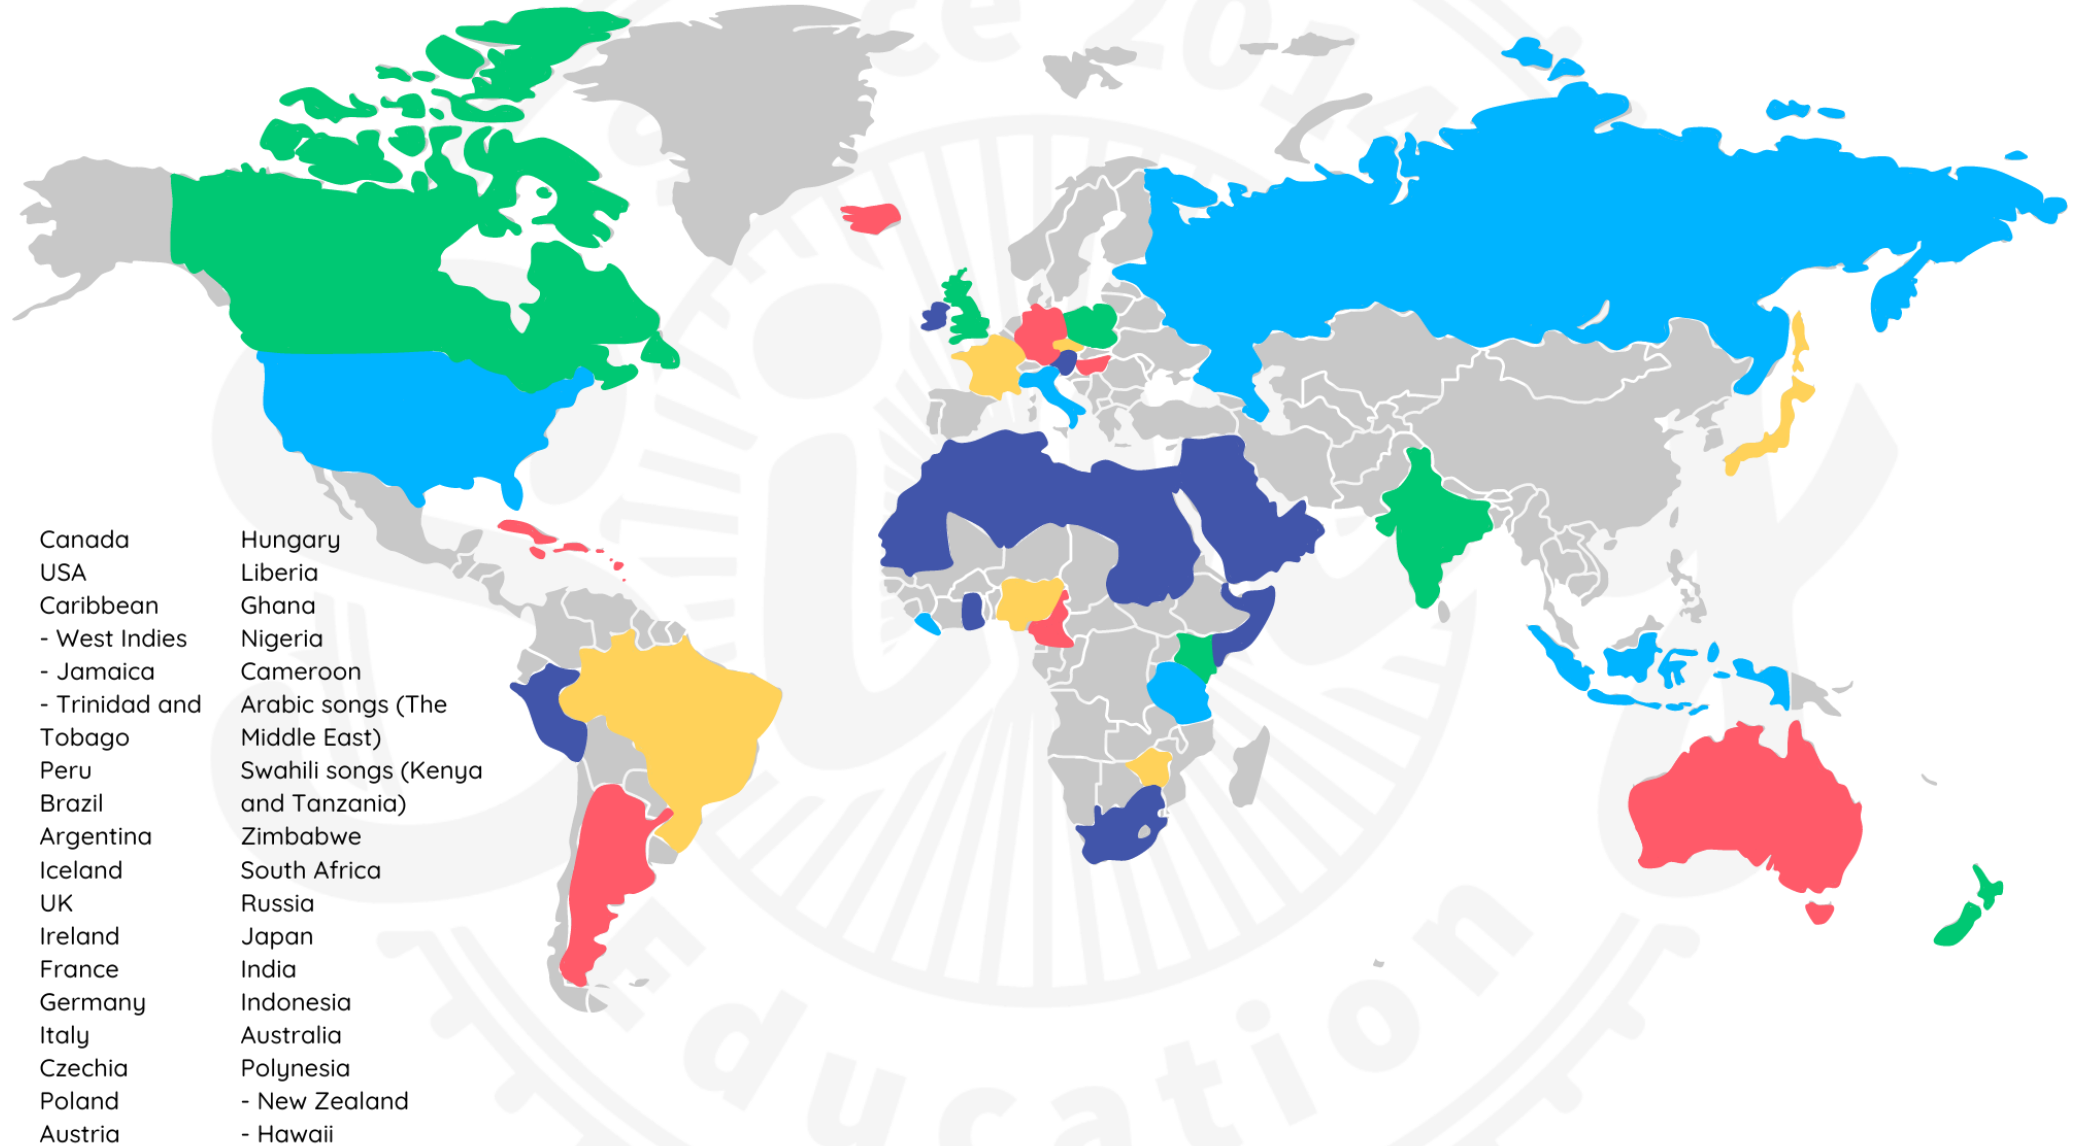 Canada
USA
Caribbean
- West Indies
- Jamaica
- Trinidad and
Tobago
Peru
Brazil
Argentina
Iceland
UK
Ireland
France
Germany
Italy
Czechia
Poland
Austria
Hungary
Liberia
Ghana
Nigeria
Cameroon
Arabic songs (The
Middle East)
Swahili songs (Kenya
and Tanzania)
Zimbabwe
South Africa
Russia
Japan
India
Indonesia
Australia
Polynesia
- New Zealand
- Hawaii
Education